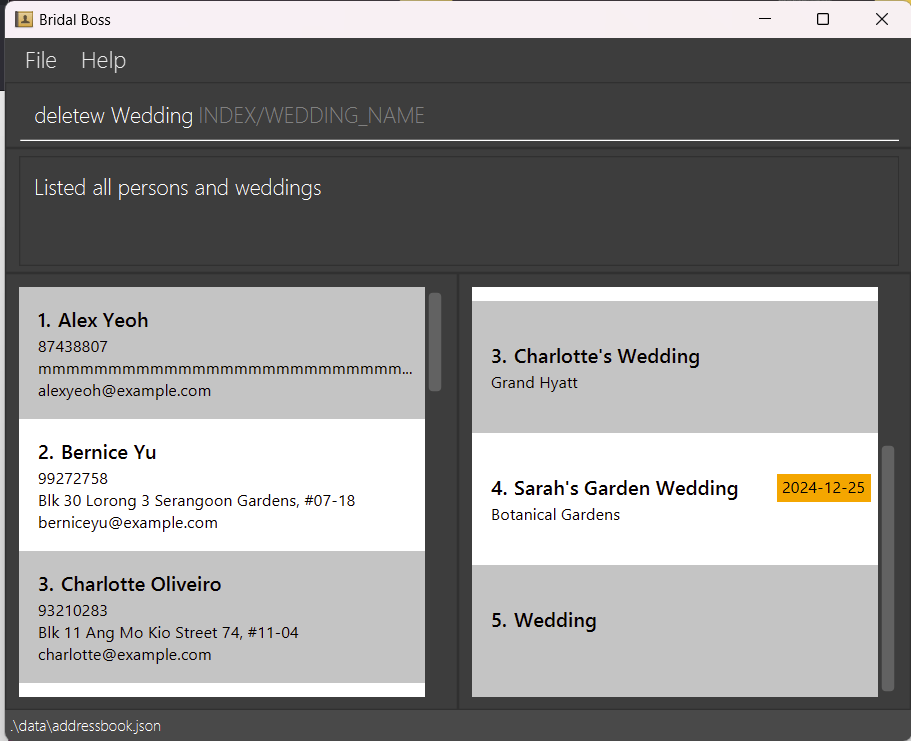 Bridal Boss
File Help
deletew Wedding INDEX/WEDDING_NAME
Listed all persons and weddings
1. Alex Yeoh
87438807
mmmmmmmmmmmmmmmmmmmmmmmmmm...
alexyeoh@example.com
2. Bernice Yu
99272758
Blk 30 Lorong 3 Serangoon Gardens, #07-18
berniceyu@example.com
3. Charlotte Oliveiro
93210283
Blk 11 Ang Mo Kio Street 74, #11-04
charlotte@example.com
3. Charlotte's Wedding
Grand Hyatt
4. Sarah's Garden Wedding 2024-12-25
Botanical Gardens
5. Wedding
.\data\addressbook.json